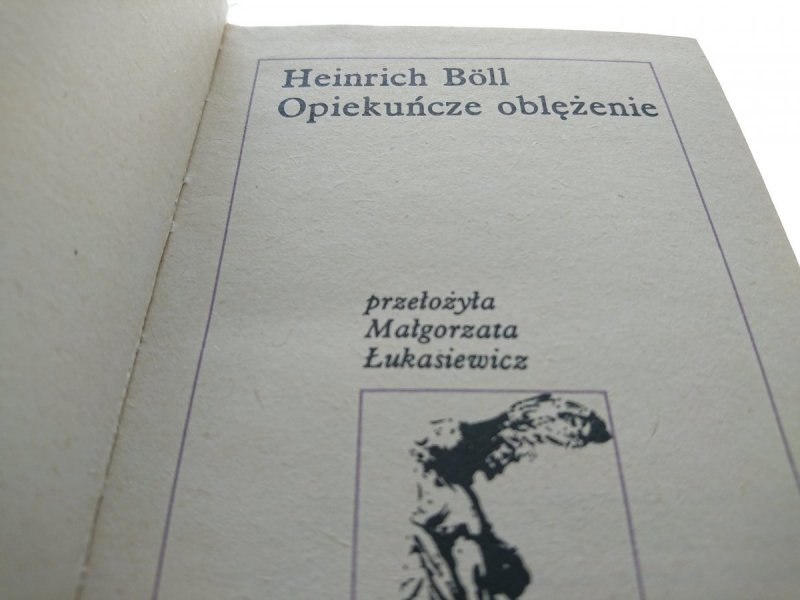 Heinrich Böll
Opiekuńcze oblężenie
przełożyła
Małgorzata
Łukasiewicz